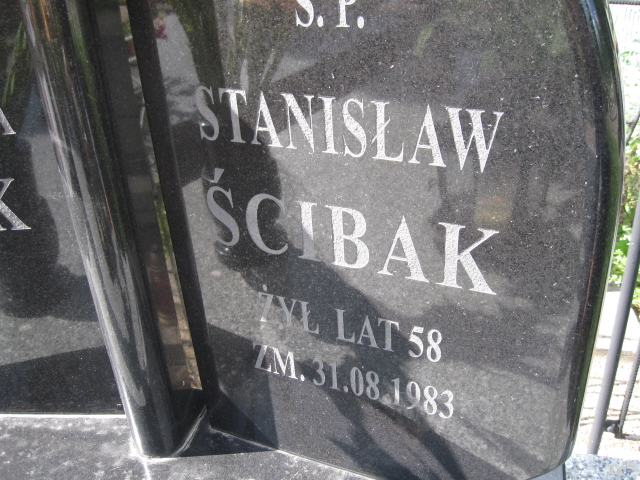 Ś. P.
STANISŁAW
ŚCIBAK
ŻYŁ LAT 58
ZM. 31.08.1983